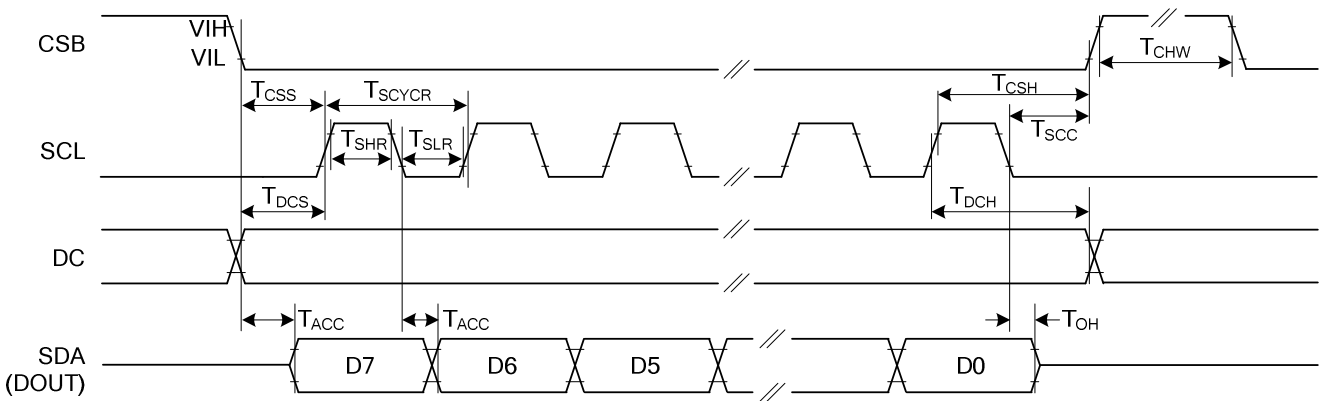 CSB
VIH
VIL
TCHW
TCSS
TSCYCR
TCSH
SCL
TSHR
TSLR
TSCC
TDCS
TDCH
DC
TACC
TACC
TOH
SDA
(DOUT)
D7
D6
D5
D0